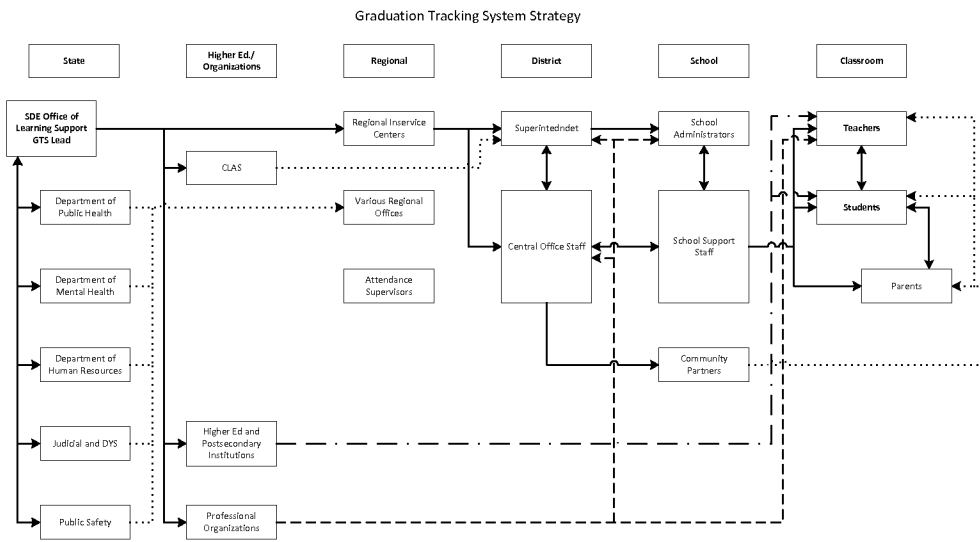 Graduation Tracking System Strategy
State
Higher Ed./
Organizations
Regional
District
School
Classroom
SDE Office of
Learning Support
GTS Lead
Regional Inservice
Centers
Superintedndet
School
Administrators
Teachers
CLAS
Department of
Public Health
Various Regional
Offices
Central Office Staff
School Support
Staff
Students
Department of
Mental Health
Attendance
Supervisors
Parents
Department of
Human Resources
Community
Partners
Judicial and DYS
Higher Ed and
Postsecondary
Institutions
Public Safety
Professional
Organizations